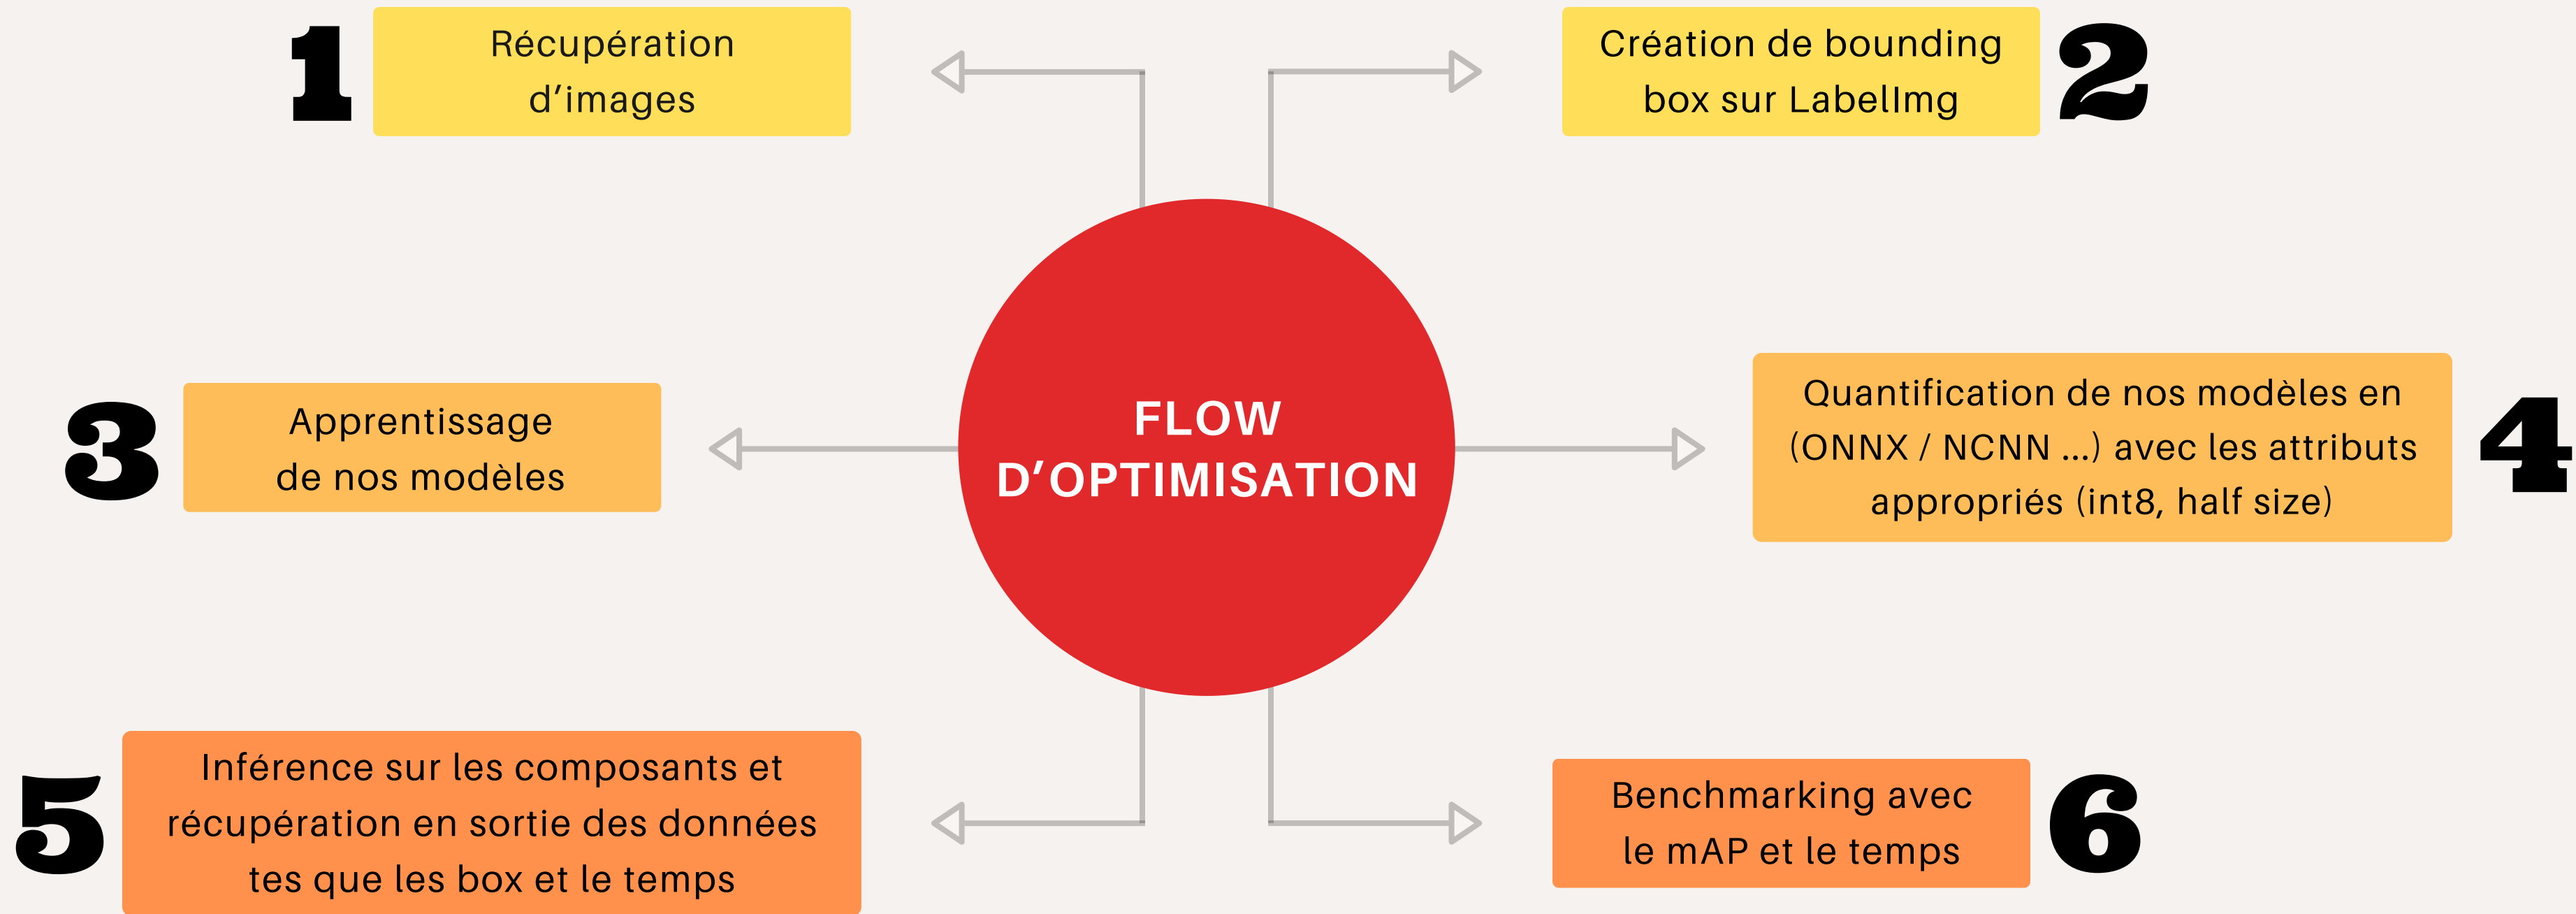 1
Récupération
d’images
Création de bounding
box sur LabelImg
2
3
Apprentissage
de nos modèles
FLOW
D’OPTIMISATION
Quantification de nos modèles en
(ONNX / NCNN ...) avec les attributs
appropriés (int8, half size)
4
5
Inférence sur les composants et
récupération en sortie des données
tes que les box et le temps
Benchmarking avec
le mAP et le temps
6